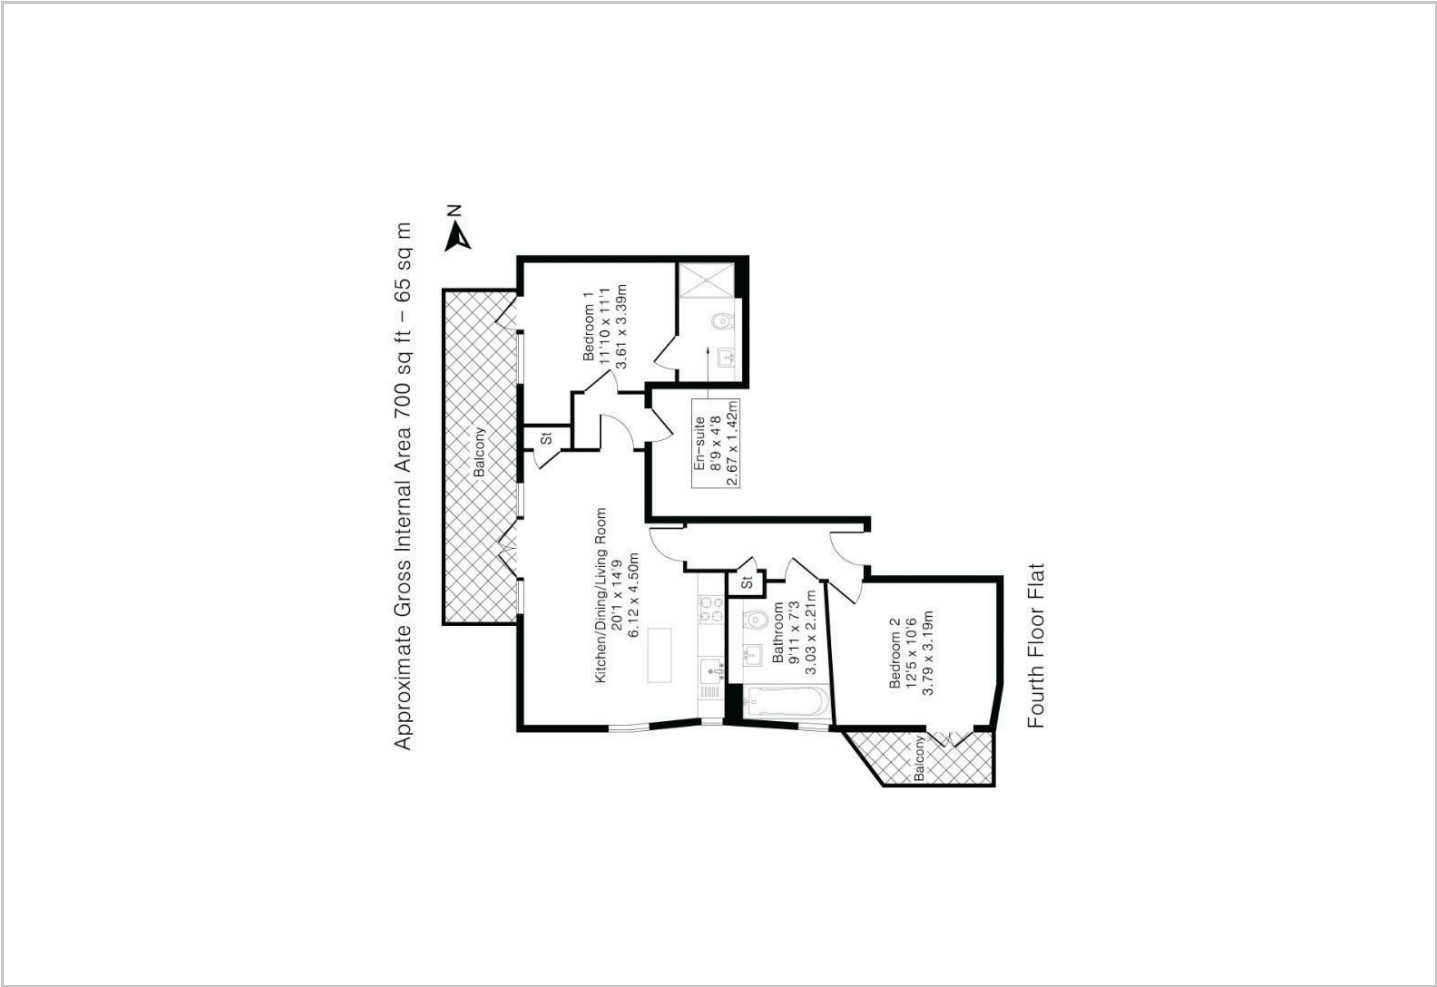 Approximate Gross Internal Area 700 sq ft – 65 sq m
N
Balcony
Bedroom 1
11'10 x 11'1
3.61 x 3.39m
St
En-suite
8'9 x 4'8
2.67 x 1.42m
Kitchen/Dining/Living Room
20'1 x 14'9
6.12 x 4.50m
St
Bathroom
9'11 x 7'3
3.03 x 2.21m
Bedroom 2
12'5 x 10'6
3.79 x 3.19m
Balcony
Fourth Floor Flat